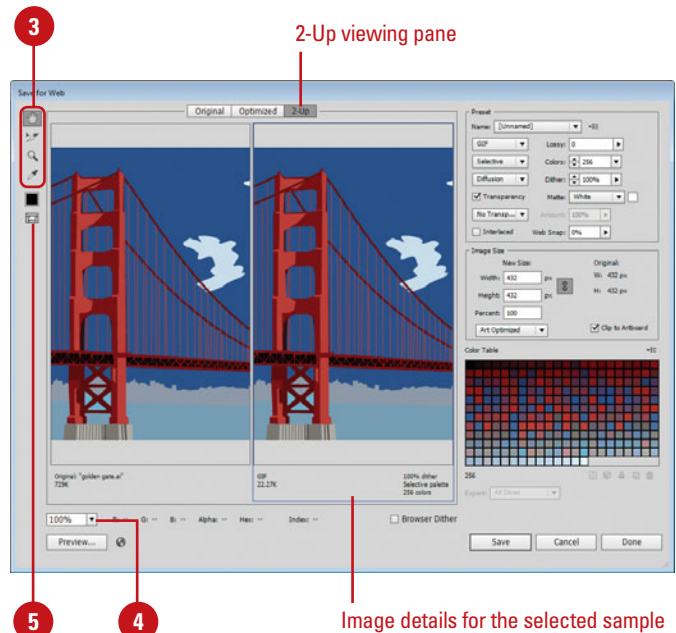 3
2-Up viewing pane
Save for Web
Original Optimized 2-Up
Preset
Name: [Unnamed]
GIF Lossy: 0
Selective Colors: 256
Diffusion Dither: 100%
Transparency Matte: White
No Transp... Amount: 100%
Interlaced Web Snap: 0%
Image Size
New Size: Original:
Width: 432 px W: 432 px
Height: 432 px H: 432 px
Percent: 100
Art Optimized Clip to Artboard
Color Table
Original: "golden gate.ai"
729K
GIF 100% dither
22.27K Selective palette
256 colors
256
Export: All Slices
100% G: -- B: -- Alpha: -- Hex: -- Index: -- Browser Dither
Preview... Save Cancel Done
5
4
Image details for the selected sample